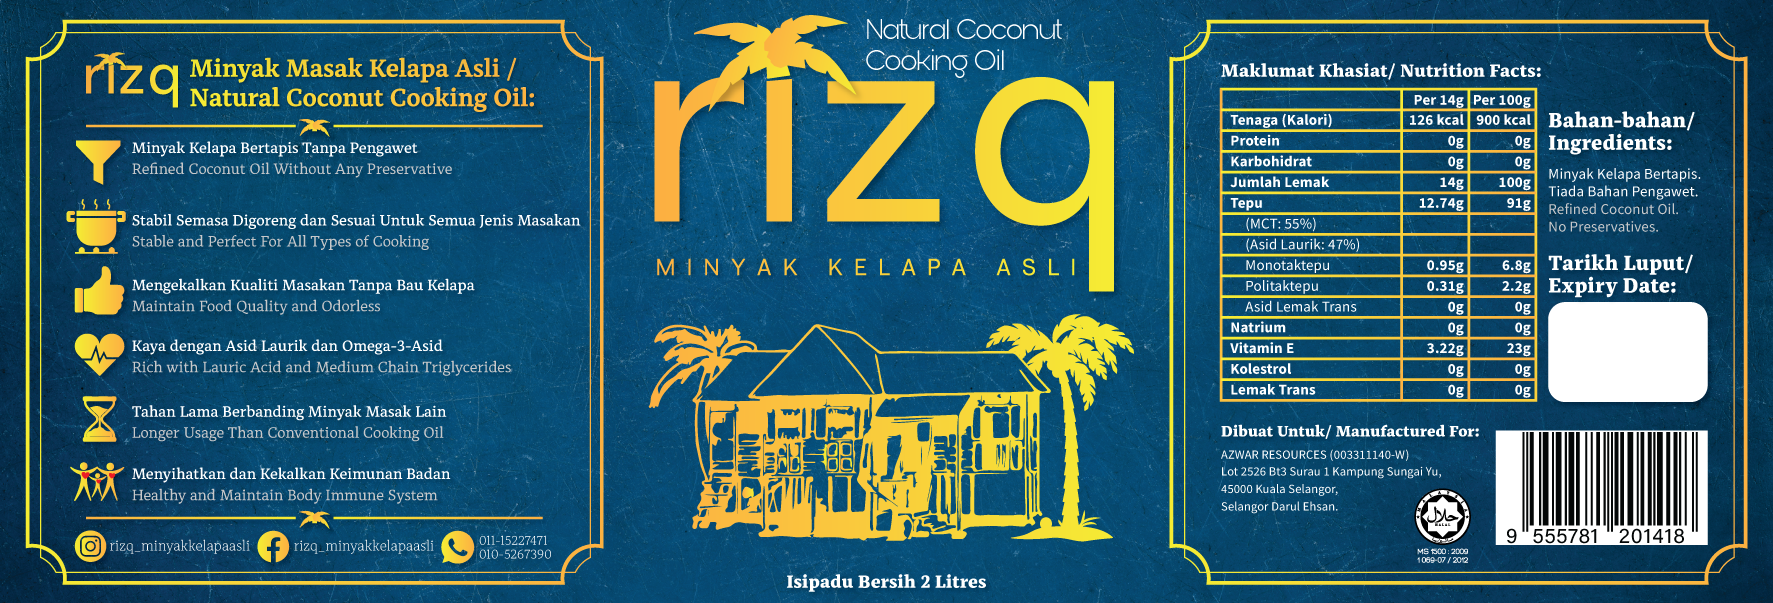 rizq
Minyak Masak Kelapa Asli /
Natural Coconut Cooking Oil:
Minyak Kelapa Bertapis Tanpa Pengawet
Refined Coconut Oil Without Any Preservative
Stabil Semasa Digoreng dan Sesuai Untuk Semua Jenis Masakan
Stable and Perfect For All Types of Cooking
Mengekalkan Kualiti Masakan Tanpa Bau Kelapa
Maintain Food Quality and Odorless
Kaya dengan Asid Laurik dan Omega-3-Asid
Rich with Lauric Acid and Medium Chain Triglycerides
Tahan Lama Berbanding Minyak Masak Lain
Longer Usage Than Conventional Cooking Oil
Menyihatkan dan Kekalkan Keimunan Badan
Healthy and Maintain Body Immune System
rizq_minyakkelapaasli
rizq_minyakkelapaasli
011-15227471
010-5267390
Natural Coconut
Cooking Oil
rizq
MINYAK KELAPA ASLI
Isipadu Bersih 2 Litres
Maklumat Khasiat/ Nutrition Facts:
Per 14g Per 100g
Tenaga (Kalori) 126 kcal 900 kcal
Protein 0g 0g
Karbohidrat 0g 0g
Jumlah Lemak 14g 100g
Tepu 12.74g 91g
(MCT: 55%)
(Asid Laurik: 47%)
Monotaktepu 0.95g 6.8g
Politaktepu 0.31g 2.2g
Asid Lemak Trans 0g 0g
Natrium 0g 0g
Vitamin E 3.22g 23g
Kolestrol 0g 0g
Lemak Trans 0g 0g
Bahan-bahan/
Ingredients:
Minyak Kelapa Bertapis.
Tiada Bahan Pengawet.
Refined Coconut Oil.
No Preservatives.
Tarikh Luput/
Expiry Date:
Dibuat Untuk/ Manufactured For:
AZWAR RESOURCES (003311140-W)
Lot 2526 Bt3 Surau 1 Kampung Sungai Yu,
45000 Kuala Selangor,
Selangor Darul Ehsan.
حلال
HALAL
MS 1500 : 2009
1 069-07 / 2012
9 555781 201418